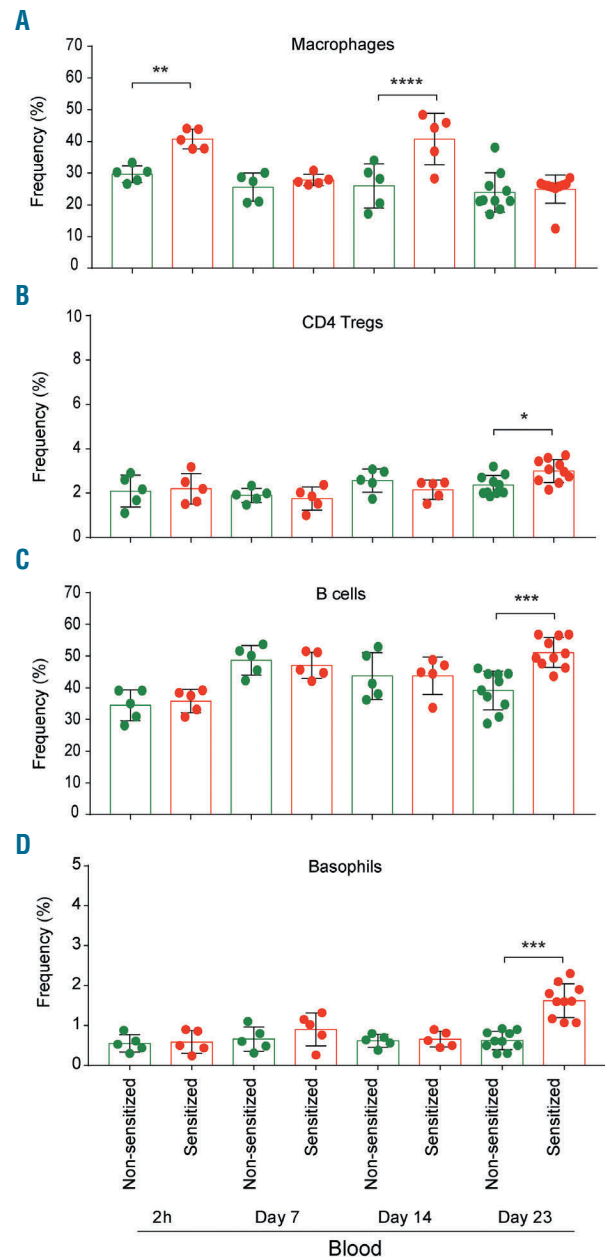 A
Macrophages
Frequency (%)
70
60
50
40
30
20
10
0
**
****
B
CD4 Tregs
Frequency (%)
10
8
6
4
2
0
*
C
B cells
Frequency (%)
70
60
50
40
30
20
10
0
***
D
Basophils
Frequency (%)
5
4
3
2
1
0
***
Non-sensitized
Sensitized
Non-sensitized
Sensitized
Non-sensitized
Sensitized
Non-sensitized
Sensitized
2h Day 7 Day 14 Day 23
Blood